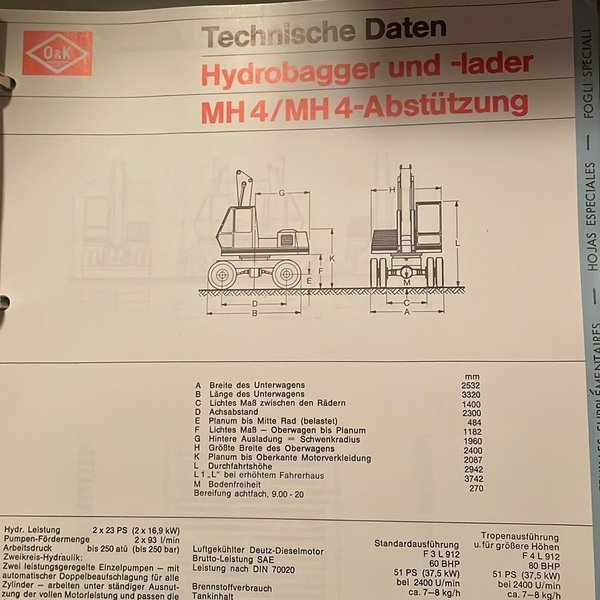 O&K
Technische Daten
Hydrobagger und -lader
MH 4/MH 4-Abstützung
G
H
K
L
F
E
M
D
C
B
A
mm
A Breite des Unterwagens 2532
B Länge des Unterwagens 3320
C Lichtes Maß zwischen den Rädern 1400
D Achsabstand 2300
E Planum bis Mitte Rad (belastet) 484
F Lichtes Maß – Oberwagen bis Planum 1182
G Hintere Ausladung = Schwenkradius 1960
H Größte Breite des Oberwagens 2400
K Planum bis Oberkante Motorverkleidung 2087
L Durchfahrtshöhe 2942
L 1 „L" bei erhöhtem Fahrerhaus 3742
M Bodenfreiheit 270
Bereifung achtfach, 9.00 - 20
Hydr. Leistung 2 x 23 PS (2 x 16,9 kW)
Pumpen-Fördermenge 2 x 93 l/min
Arbeitsdruck bis 250 atü (bis 250 bar)
Zweikreis-Hydraulik:
Zwei leistungsgeregelte Einzelpumpen – mit
automatischer Doppelbeaufschlagung für alle
Zylinder – arbeiten unter ständiger Ausnut-
zung der vollen Motorleistung und passen die
Standardausführung
Tropenausführung
u. für größere Höhen
Luftgekühlter Deutz-Dieselmotor F 3 L 912 F 4 L 912
Brutto-Leistung SAE 60 BHP 80 BHP
Leistung nach DIN 70020 51 PS (37,5 kW) 51 PS (37,5 kW)
bei 2400 U/min bei 2400 U/min
Brennstoffverbrauch ca. 7–8 kg/h ca. 7–8 kg/h
Tankinhalt
SUPPLÉMENTAIRES — HOJAS ESPECIALES — FOGLI SPECIALI